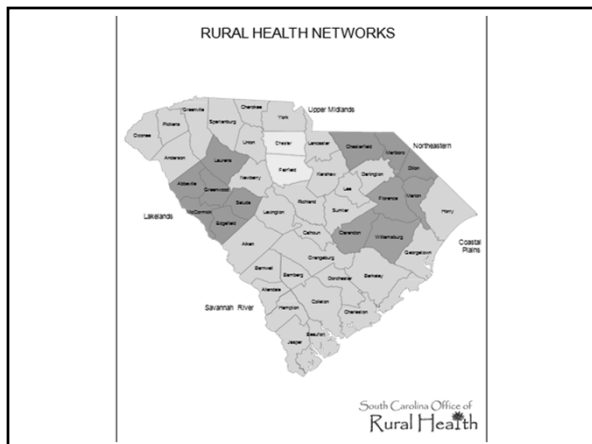 RURAL HEALTH NETWORKS
Cherokee
Upper Midlands
Greenville
Spartanburg
York
Pickens
Oconee
Union
Chester
Lancaster
Chesterfield
Marlboro
Northeastern
Anderson
Laurens
Fairfield
Kershaw
Darlington
Dillon
Abbeville
Greenwood
Newberry
Lee
Florence
Marion
McCormick
Saluda
Richland
Sumter
Horry
Lakelands
Edgefield
Lexington
Calhoun
Clarendon
Williamsburg
Coastal
Plains
Aiken
Orangeburg
Georgetown
Barnwell
Bamberg
Dorchester
Berkeley
Allendale
Savannah River
Hampton
Colleton
Charleston
Beaufort
Jasper
South Carolina Office of
Rural Health